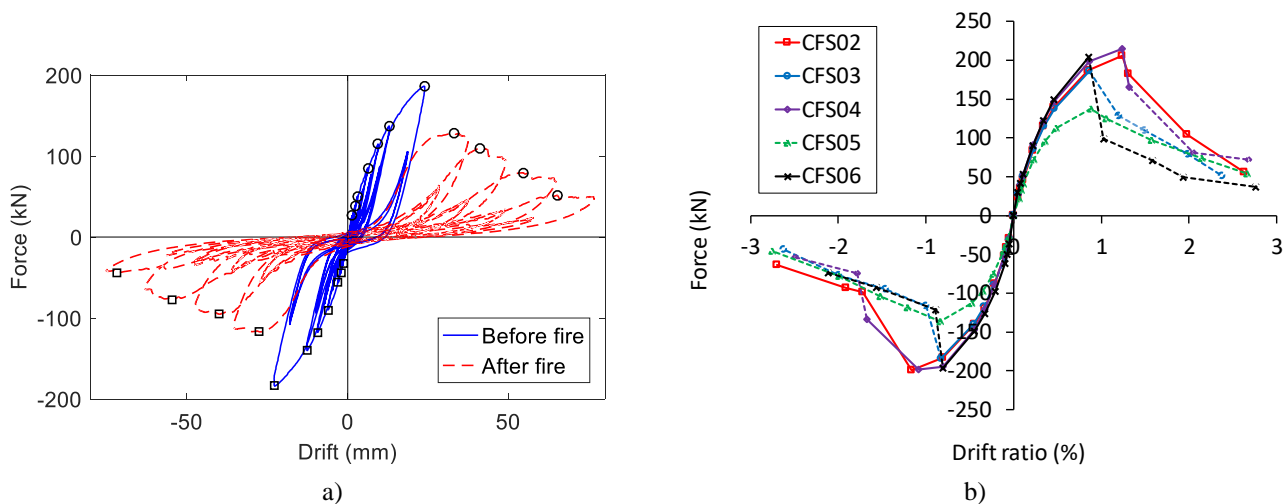 200
100
0
-100
-200
Force (kN)
-50
0
50
Drift (mm)
Before fire
After fire
a)
CFS02
CFS03
CFS04
CFS05
CFS06
250
200
150
100
50
0
-50
-100
-150
-200
-250
Force (kN)
-3
-2
-1
0
1
2
3
Drift ratio (%)
b)